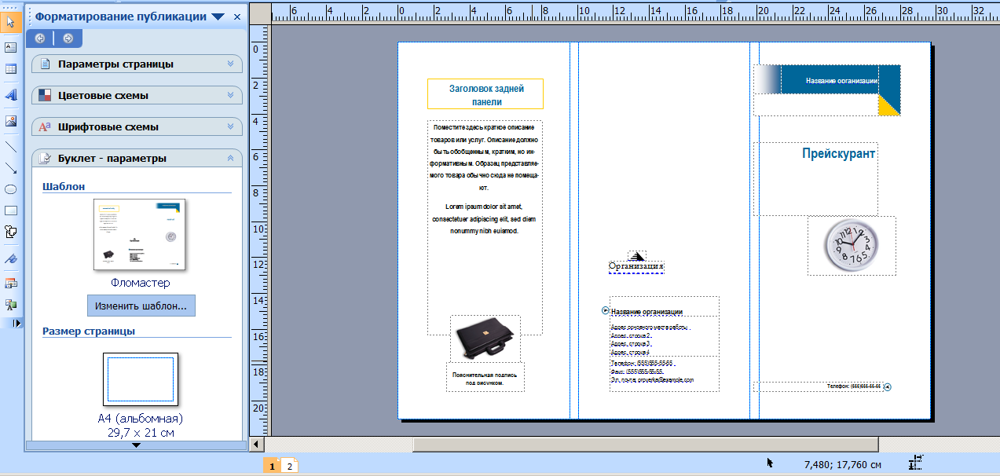 Форматирование публикации
Параметры страницы
Цветовые схемы
Шрифтовые схемы
Буклет - параметры
Шаблон
Фломастер
Изменить шаблон...
Размер страницы
A4 (альбомная)
29,7 x 21 см
6 4 2 0 2 4 6 8 10 12 14 16 18 20 22 24 26 28 30 32
0
2
4
6
8
10
12
14
16
18
20
Заголовок задней
панели
Поместите здесь краткое описание
товаров или услуг. Описание должно
быть обобщенным, кратким, но ин-
формативным. Образец представляе-
мого товара обычно сюда не помеща-
ют.
Lorem ipsum dolor sit amet,
consectetuer adipiscing elit, sed diem
nonummy nibh euismod.
Пояснительная подпись
под рисунком.
Организация
Название организации
Адрес основного места работы
Адрес, строка 2
Адрес, строка 3
Адрес, строка 4
Телефон: (555)555-55-55
Факс: (555)555-55-55
Эл. почта: proverka@example.com
Название организации
Прейскурант
Телефон: (555)555-55-55
1 2
7,480; 17,760 см